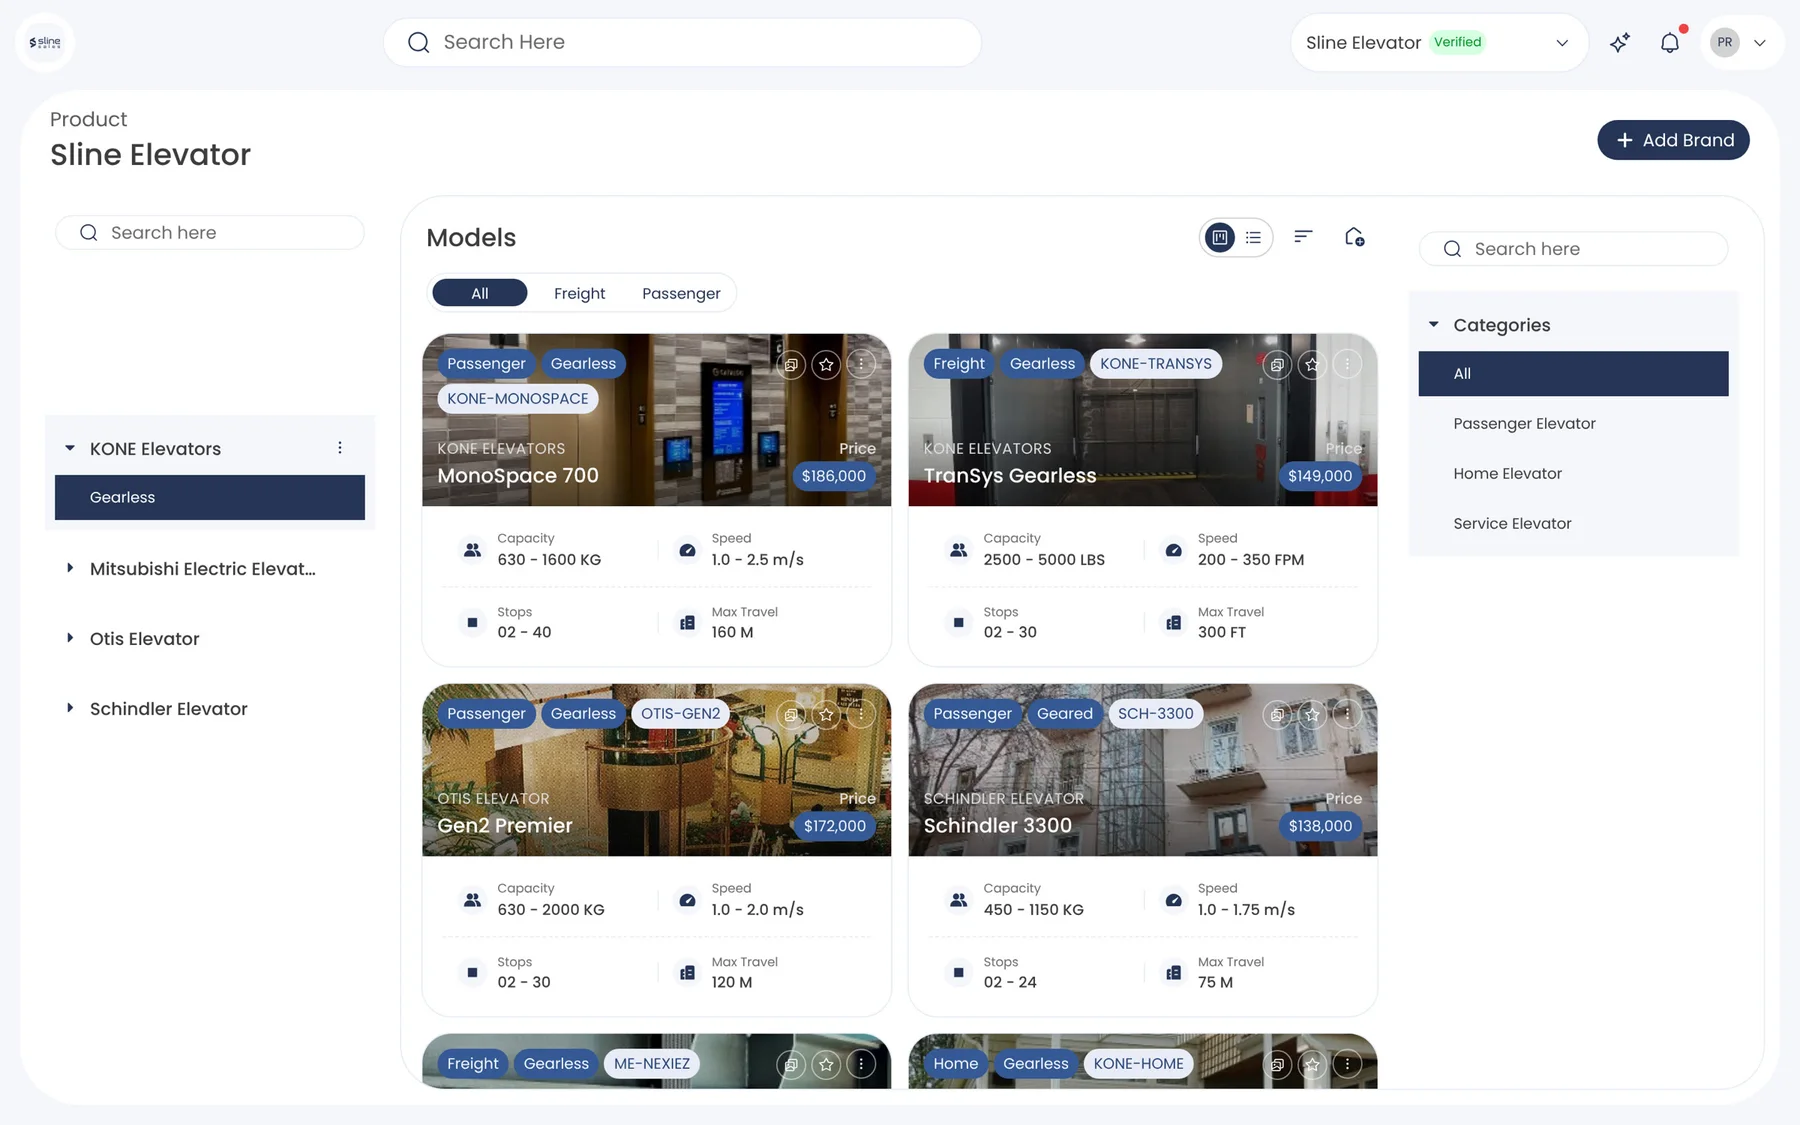 sline
Search Here
Sline Elevator Verified
PR
Product
Sline Elevator
+ Add Brand
Search here
KONE Elevators
Gearless
Mitsubishi Electric Elevat...
Otis Elevator
Schindler Elevator
Models
All Freight Passenger
Passenger Gearless
KONE-MONOSPACE
KONE ELEVATORS Price
MonoSpace 700 $186,000
Capacity Speed
630 - 1600 KG 1.0 - 2.5 m/s
Stops Max Travel
02 - 40 160 M
Freight Gearless KONE-TRANSYS
KONE ELEVATORS Price
TranSys Gearless $149,000
Capacity Speed
2500 - 5000 LBS 200 - 350 FPM
Stops Max Travel
02 - 30 300 FT
Passenger Gearless OTIS-GEN2
OTIS ELEVATOR Price
Gen2 Premier $172,000
Capacity Speed
630 - 2000 KG 1.0 - 2.0 m/s
Stops Max Travel
02 - 30 120 M
Passenger Geared SCH-3300
SCHINDLER ELEVATOR Price
Schindler 3300 $138,000
Capacity Speed
450 - 1150 KG 1.0 - 1.75 m/s
Stops Max Travel
02 - 24 75 M
Freight Gearless ME-NEXIEZ
Home Gearless KONE-HOME
Search here
Categories
All
Passenger Elevator
Home Elevator
Service Elevator